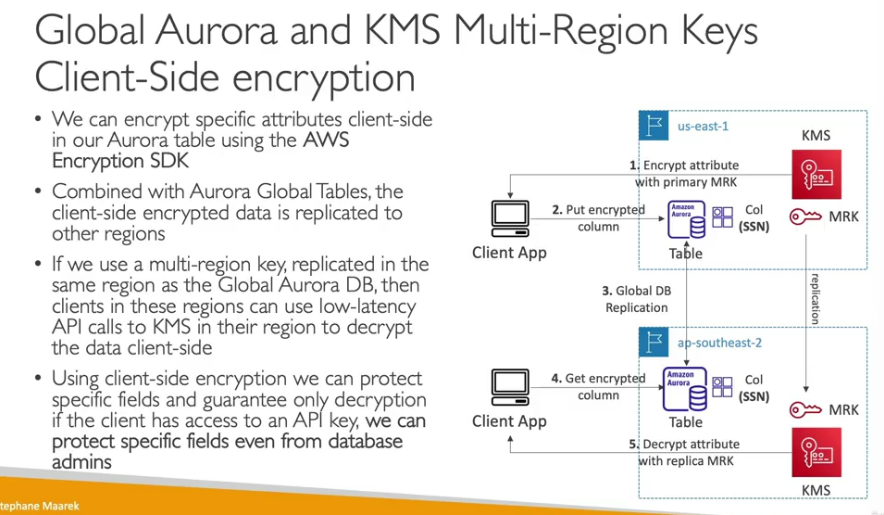 Global Aurora and KMS Multi-Region Keys
Client-Side encryption
• We can encrypt specific attributes client-side
in our Aurora table using the AWS
Encryption SDK
• Combined with Aurora Global Tables, the
client-side encrypted data is replicated to
other regions
• If we use a multi-region key, replicated in the
same region as the Global Aurora DB, then
clients in these regions can use low-latency
API calls to KMS in their region to decrypt
the data client-side
• Using client-side encryption we can protect
specific fields and guarantee only decryption
if the client has access to an API key, we can
protect specific fields even from database
admins
us-east-1
KMS
1. Encrypt attribute
with primary MRK
2. Put encrypted
column
Client App
Amazon
Aurora
Table
Col
(SSN)
MRK
3. Global DB
Replication
replication
ap-southeast-2
4. Get encrypted
column
Client App
Amazon
Aurora
Table
Col
(SSN)
MRK
5. Decrypt attribute
with replica MRK
KMS
tephane Maarek